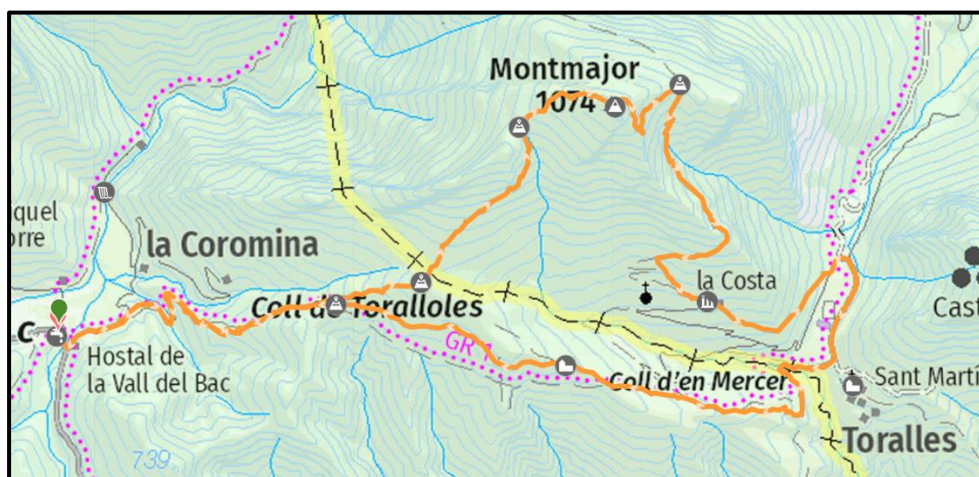 Montmajor
1074
quel
orre
la Coromina
la Costa
Cast
Coll de Toralloles
C
Hostal de
la Vall del Bac
GR 1
Coll d'en Mercer
Sant Martí
Toralles
739